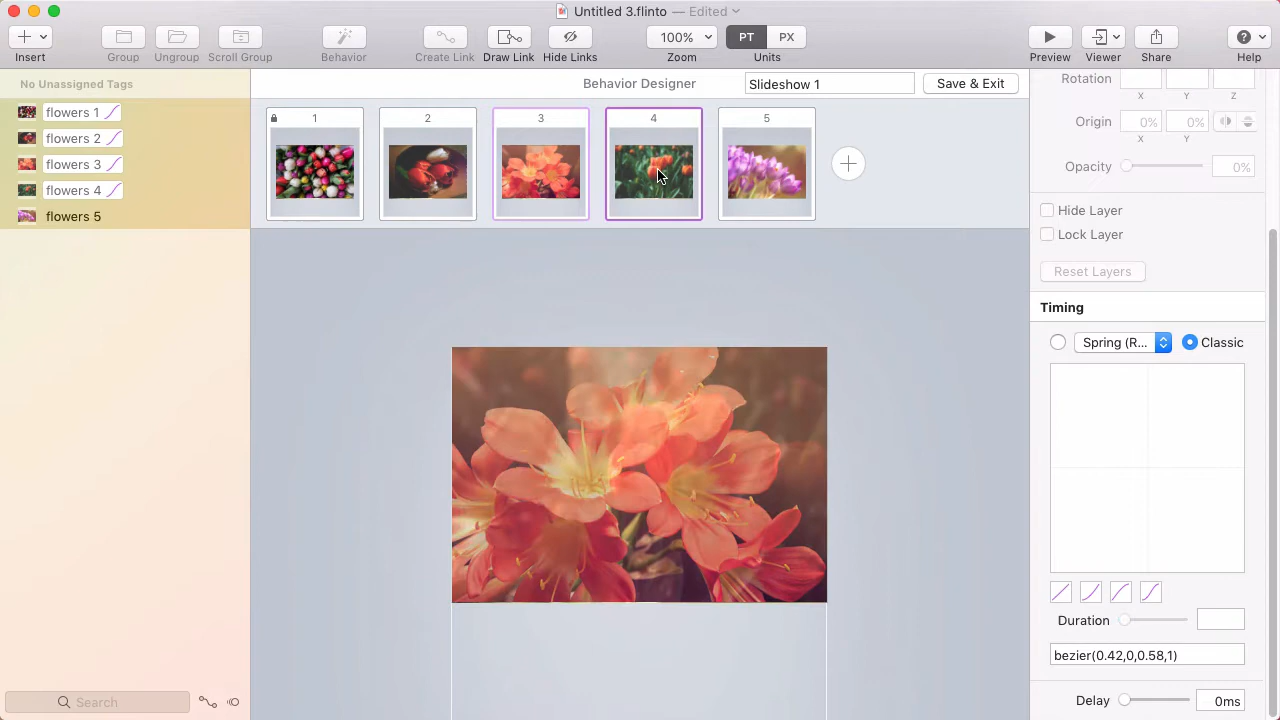 Untitled 3.flinto — Edited
Insert
Group
Ungroup
Scroll Group
Behavior
Create Link
Draw Link
Hide Links
100%
Zoom
PT
PX
Units
Preview
Viewer
Share
Help
No Unassigned Tags
flowers 1
flowers 2
flowers 3
flowers 4
flowers 5
Search
Behavior Designer
Slideshow 1
Save & Exit
1
2
3
4
5
Rotation
X
Y
Z
Origin
0%
0%
X
Y
Opacity
0%
Hide Layer
Lock Layer
Reset Layers
Timing
Spring (R...
Classic
Duration
bezier(0.42,0,0.58,1)
Delay
0ms